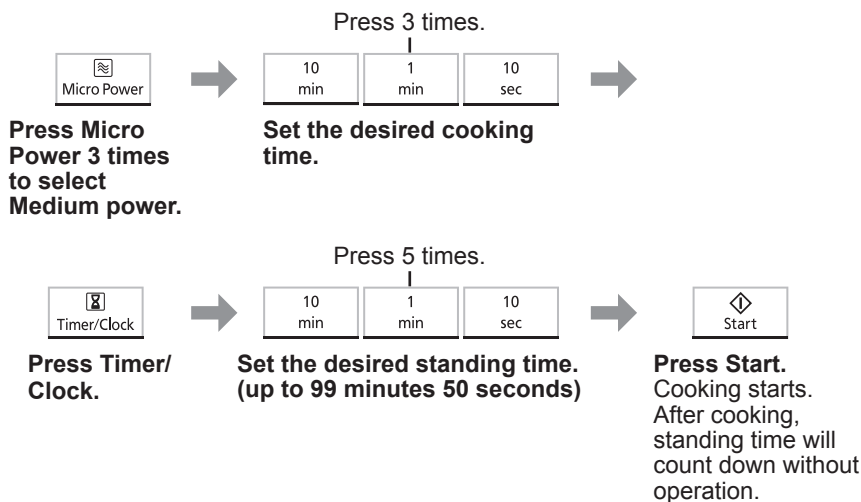 Press 3 times.
Micro Power
10 min
1 min
10 sec
Press Micro
Power 3 times
to select
Medium power.
Set the desired cooking
time.
Press 5 times.
Timer/Clock
10 min
1 min
10 sec
Start
Press Timer/
Clock.
Set the desired standing time.
(up to 99 minutes 50 seconds)
Press Start.
Cooking starts.
After cooking,
standing time will
count down without
operation.